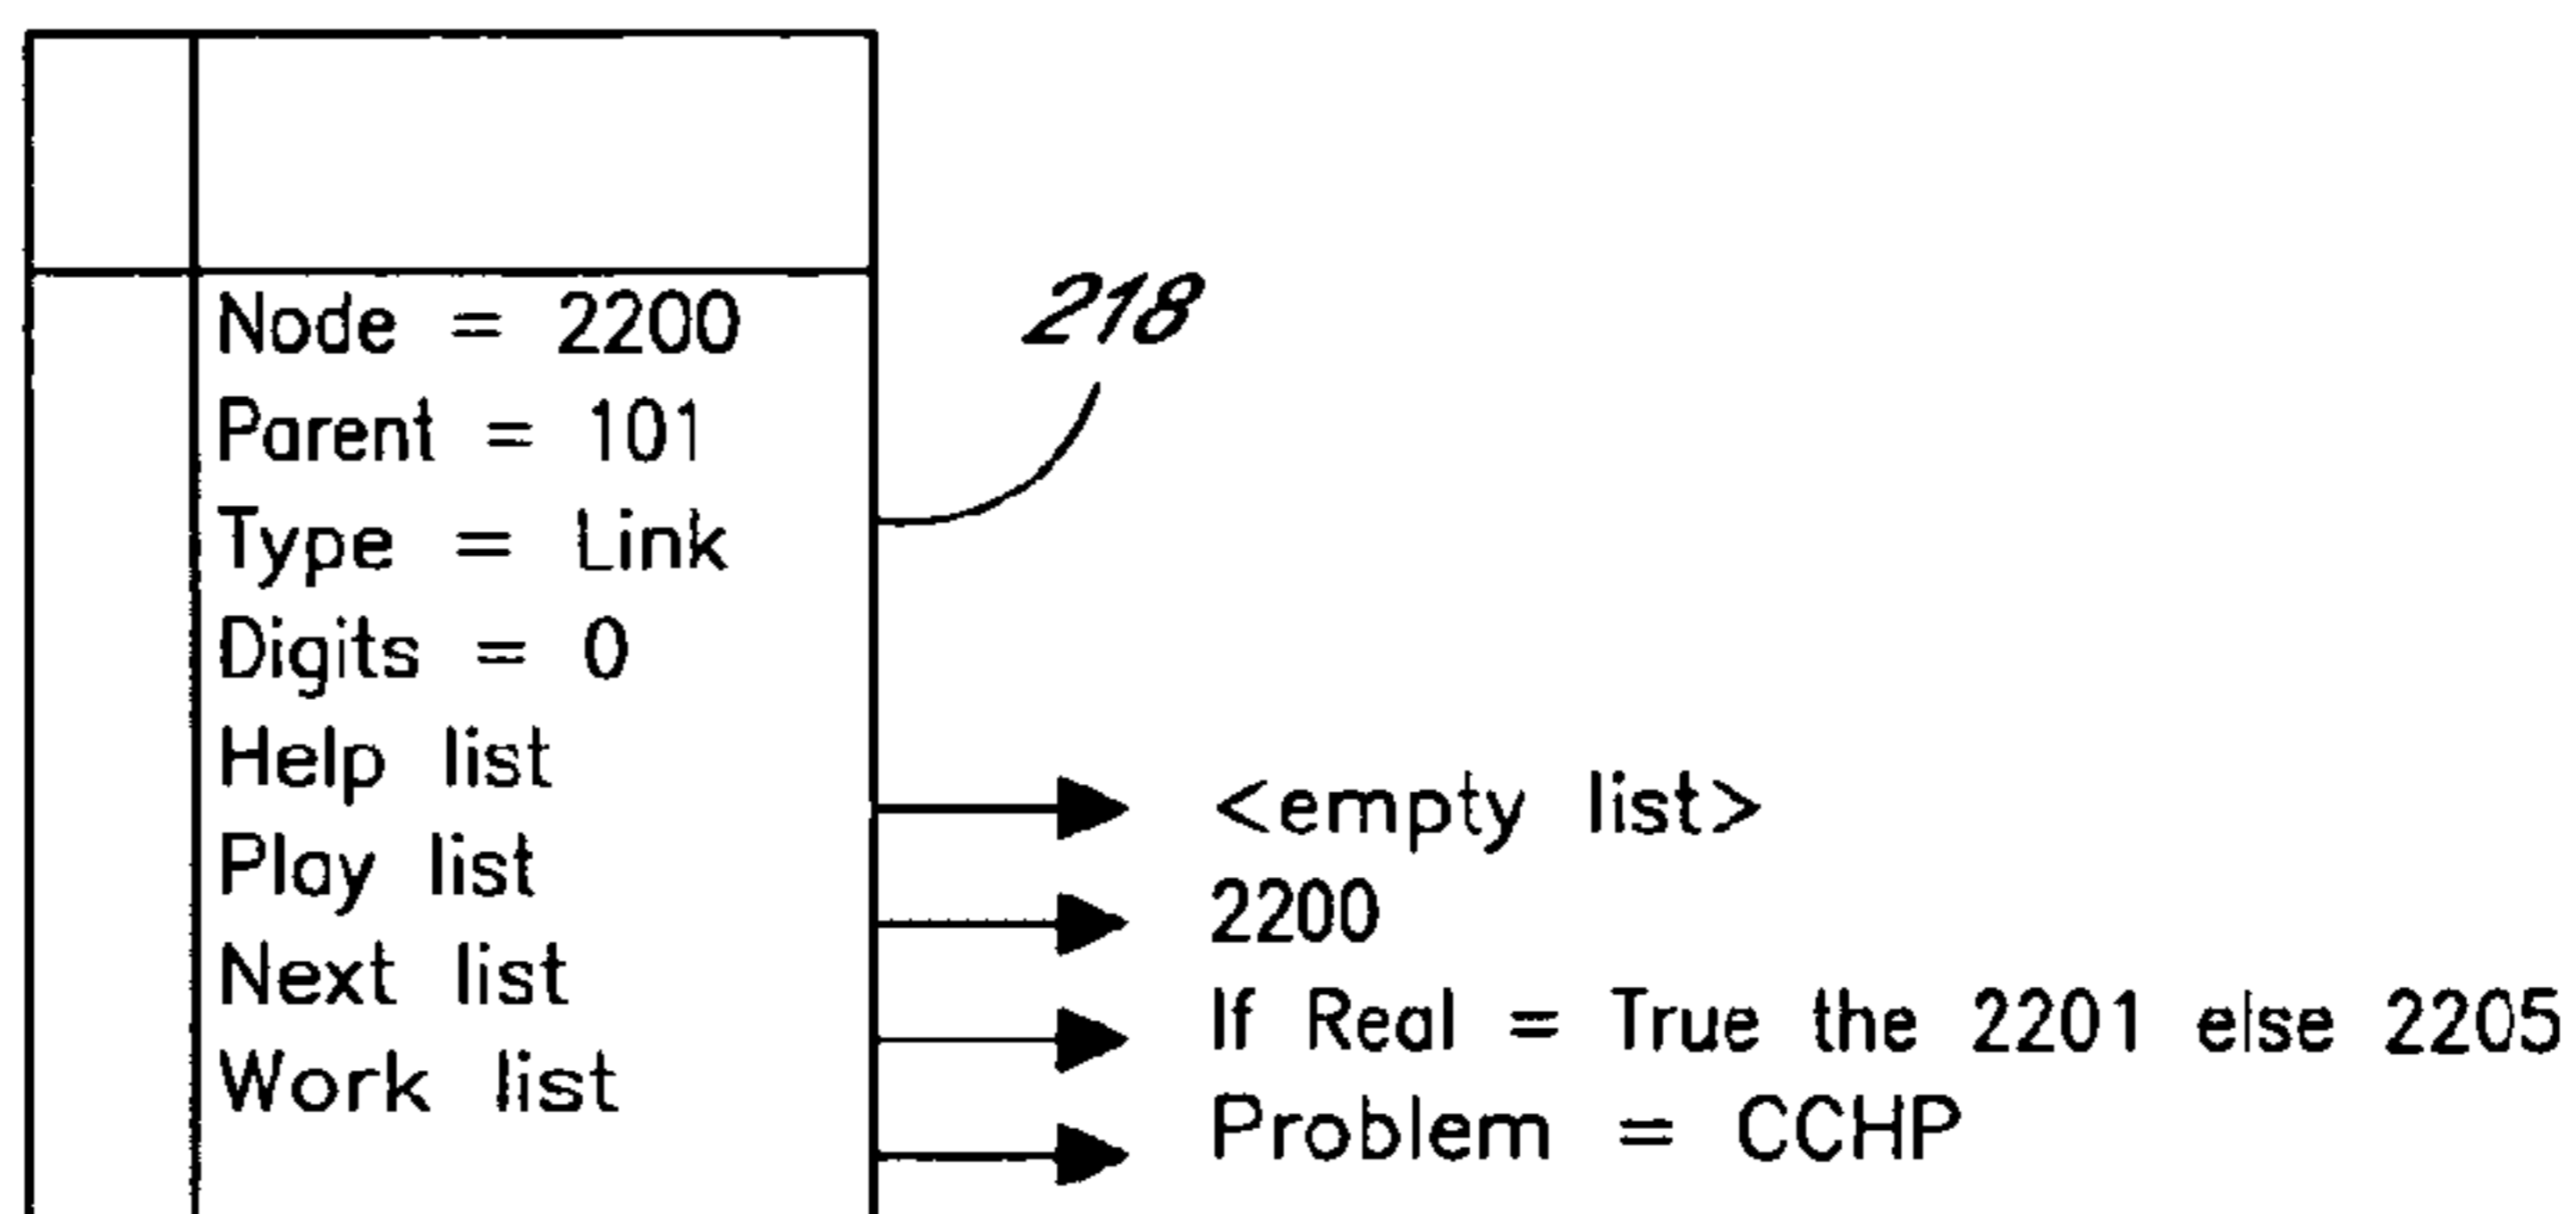 218
Node = 2200
Parent = 101
Type = Link
Digits = 0
Help list
<empty list>
Play list
2200
Next list
If Real = True the 2201 else 2205
Work list
Problem = CCHP